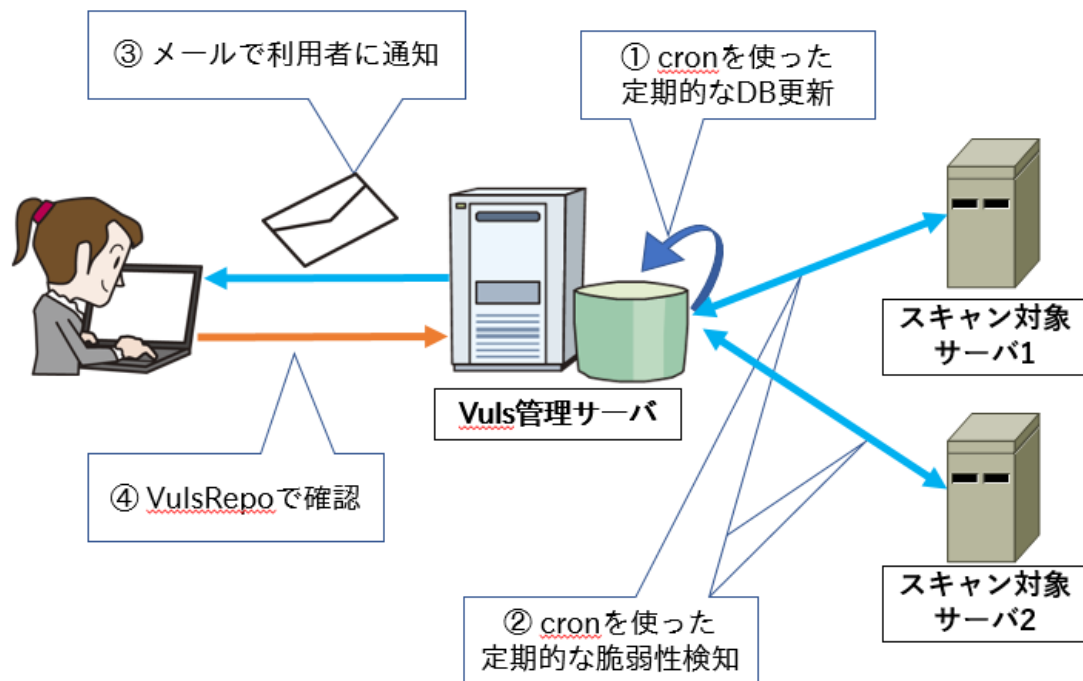 ③ メールで利用者に通知
① cronを使った
定期的なDB更新
スキャン対象
サーバ1
Vuls管理サーバ
④ VulsRepoで確認
スキャン対象
サーバ2
② cronを使った
定期的な脆弱性検知